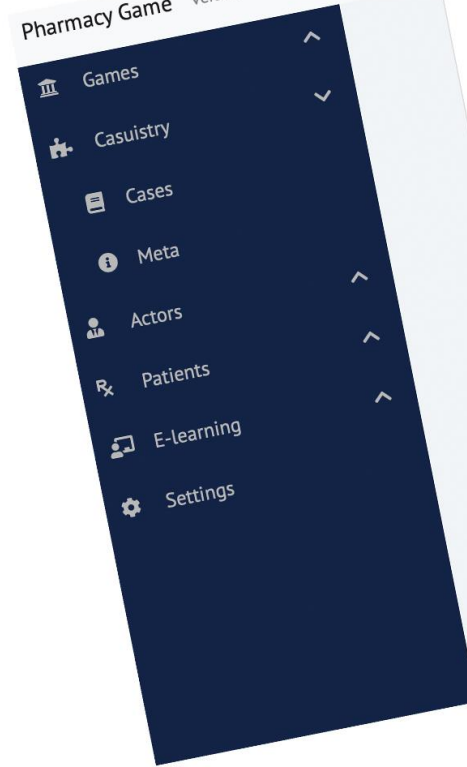 Pharmacy Game
Games
Casuistry
Cases
Meta
Actors
Patients
E-learning
Settings